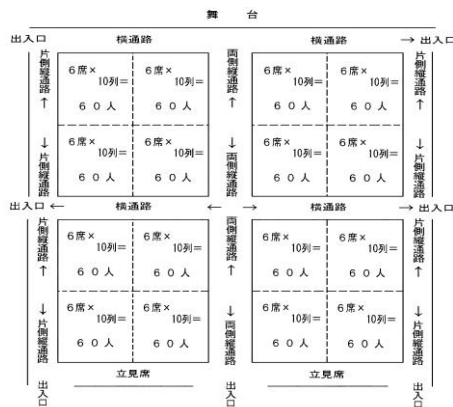 舞 台
出入口 横通路 横通路 → 出入口
片側縦通路 ↑ 6席× 10列= 60人 6席× 10列= 60人 両側縦通路 ↑ 6席× 10列= 60人 6席× 10列= 60人 片側縦通路 ↑
↓ 片側縦通路 6席× 10列= 60人 6席× 10列= 60人 ↓ 両側縦通路 6席× 10列= 60人 6席× 10列= 60人 ↓ 片側縦通路
出入口 ← 横通路 ← → 横通路 → 出入口
片側縦通路 ↑ 6席× 10列= 60人 6席× 10列= 60人 両側縦通路 ↑ 6席× 10列= 60人 6席× 10列= 60人 片側縦通路 ↑
↓ 片側縦通路 6席× 10列= 60人 6席× 10列= 60人 ↓ 両側縦通路 6席× 10列= 60人 6席× 10列= 60人 ↓ 片側縦通路
出入口 立見席 出入口 立見席 出入口